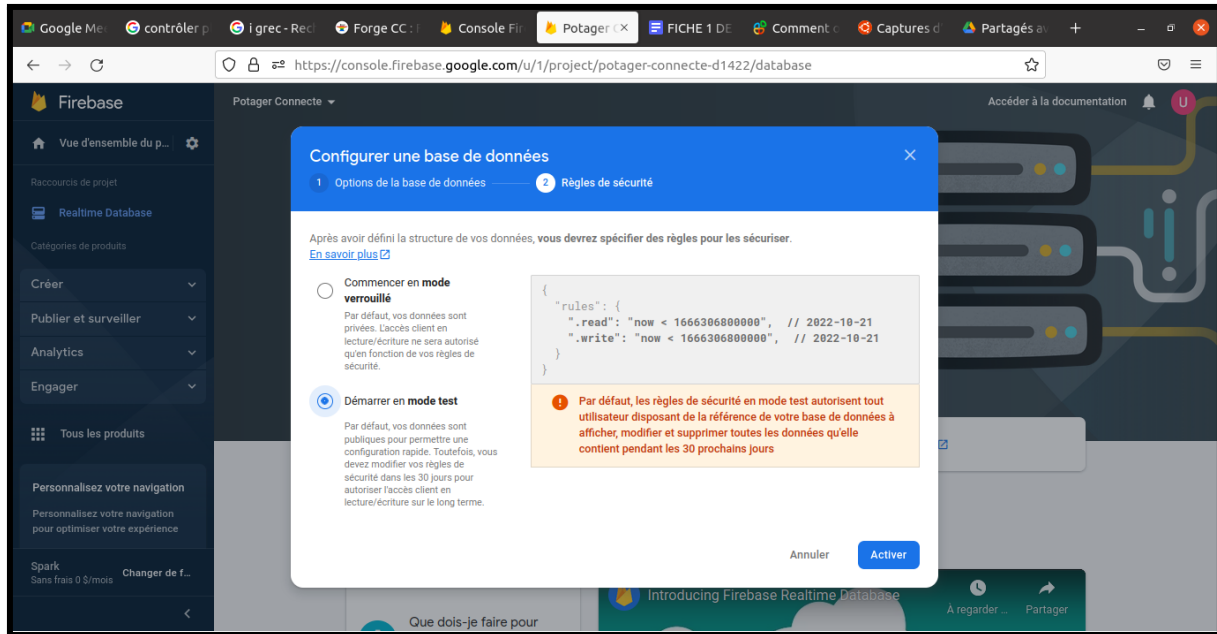 Google Me
contrôler p
i grec - Rec
Forge CC : F
Console Fir
Potager C
FICHE 1 DE
Comment c
Captures d'
Partagés av
https://console.firebase.google.com/u/1/project/potager-connecte-d1422/database
Firebase
Potager Connecte
Accéder à la documentation
U
Vue d'ensemble du p...
Raccourcis de projet
Realtime Database
Catégories de produits
Créer
Publier et surveiller
Analytics
Engager
Tous les produits
Personnalisez votre navigation
Personnalisez votre navigation
pour optimiser votre expérience
Spark
Sans frais 0 $/mois
Changer de f...
Configurer une base de données
1 Options de la base de données
2 Règles de sécurité
Après avoir défini la structure de vos données, vous devrez spécifier des règles pour les sécuriser.
En savoir plus
Commencer en mode
verrouillé
Par défaut, vos données sont
privées. L'accès client en
lecture/écriture ne sera autorisé
qu'en fonction de vos règles de
sécurité.
Démarrer en mode test
Par défaut, vos données sont
publiques pour permettre une
configuration rapide. Toutefois, vous
devez modifier vos règles de
sécurité dans les 30 jours pour
autoriser l'accès client en
lecture/écriture sur le long terme.
{
"rules": {
".read": "now < 1666306800000", // 2022-10-21
".write": "now < 1666306800000", // 2022-10-21
}
}
Par défaut, les règles de sécurité en mode test autorisent tout
utilisateur disposant de la référence de votre base de données à
afficher, modifier et supprimer toutes les données qu'elle
contient pendant les 30 prochains jours
Annuler
Activer
Que dois-je faire pour
Introducing Firebase Realtime Database
À regarder ...
Partager